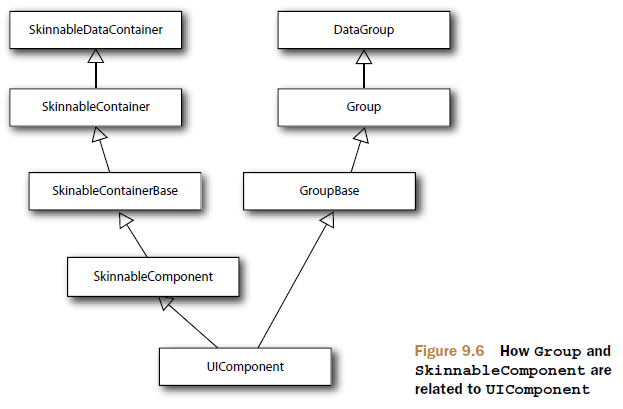 SkinnableDataContainer
DataGroup
SkinnableContainer
Group
SkinableContainerBase
GroupBase
SkinnableComponent
UIComponent
Figure 9.6 How Group and
SkinnableComponent are
related to UIComponent